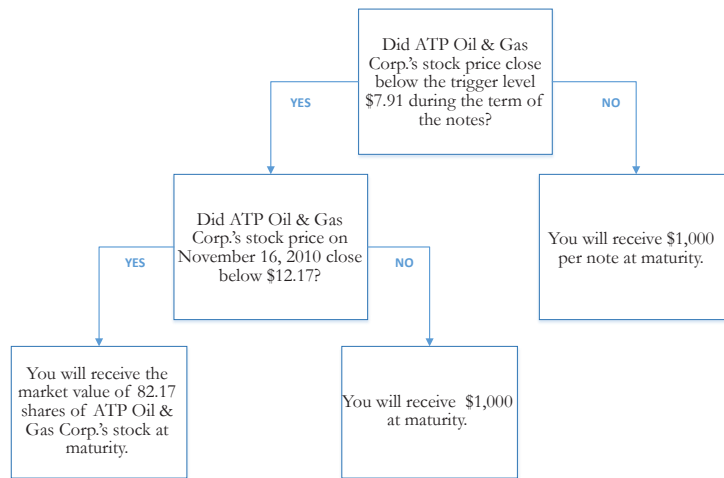 Did ATP Oil & Gas
Corp.'s stock price close
below the trigger level
$7.91 during the term of
the notes?
YES
NO
Did ATP Oil & Gas
Corp.'s stock price on
November 16, 2010 close
below $12.17?
You will receive $1,000
per note at maturity.
YES
NO
You will receive the
market value of 82.17
shares of ATP Oil &
Gas Corp.'s stock at
maturity.
You will receive $1,000
at maturity.